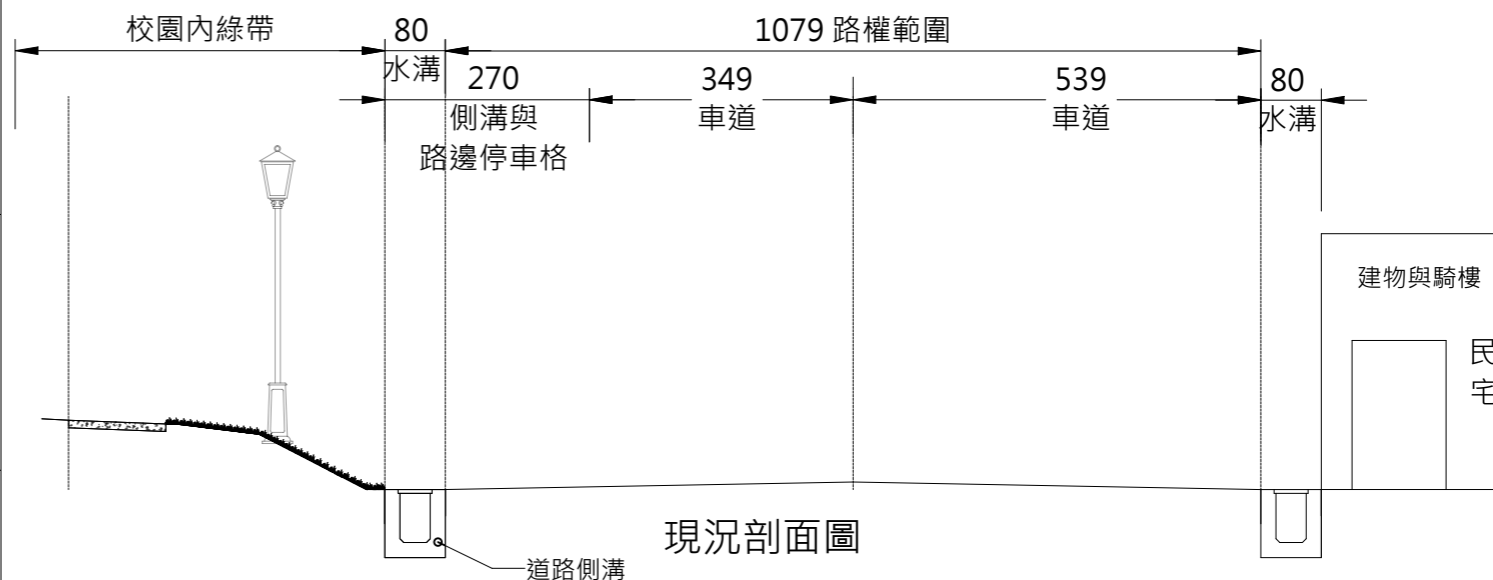 校園內綠帶
80
水溝
1079 路權範圍
270
側溝與
路邊停車格
349
車道
539
車道
80
水溝
建物與騎樓
民
宅
現況剖面圖
道路側溝